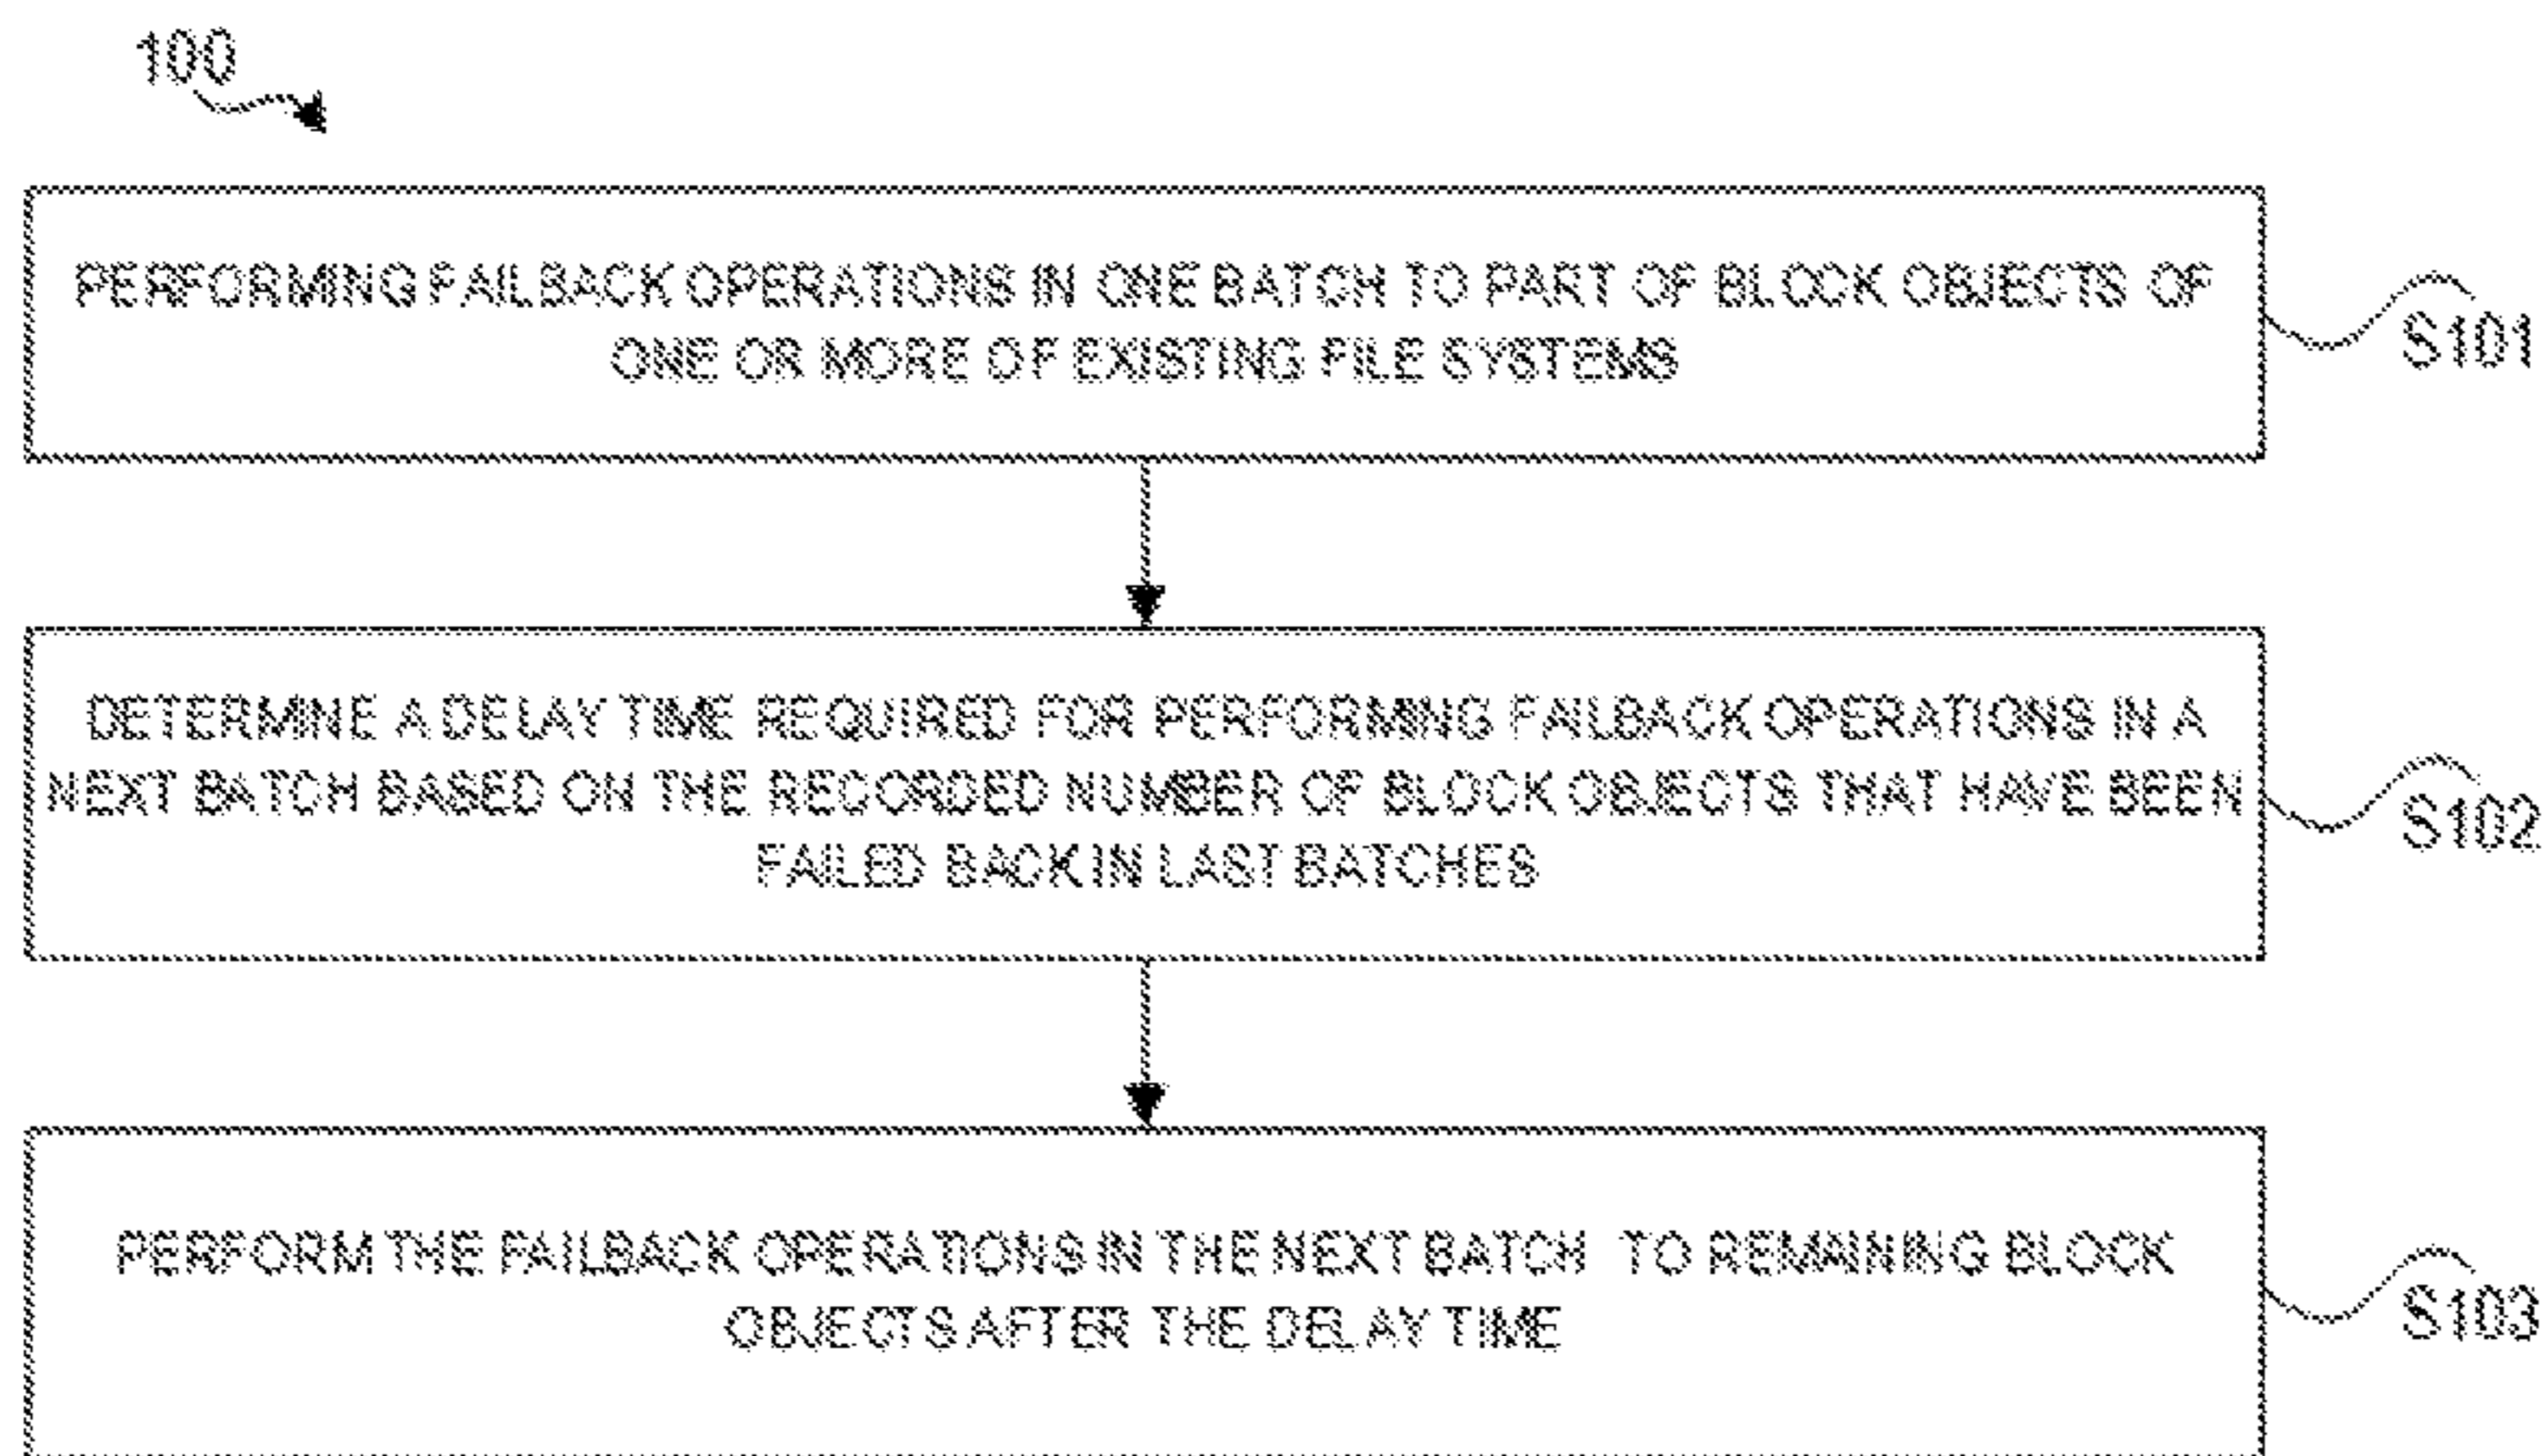 100
PERFORMING FAILBACK OPERATIONS IN ONE BATCH TO PART OF BLOCK OBJECTS OF
ONE OR MORE OF EXISTING FILE SYSTEMS
S101
DETERMINE A DELAY TIME REQUIRED FOR PERFORMING FAILBACK OPERATIONS IN A
NEXT BATCH BASED ON THE RECORDED NUMBER OF BLOCK OBJECTS THAT HAVE BEEN
FAILED BACK IN LAST BATCHES
S102
PERFORM THE FAILBACK OPERATIONS IN THE NEXT BATCH TO REMAINING BLOCK
OBJECTS AFTER THE DELAY TIME
S103